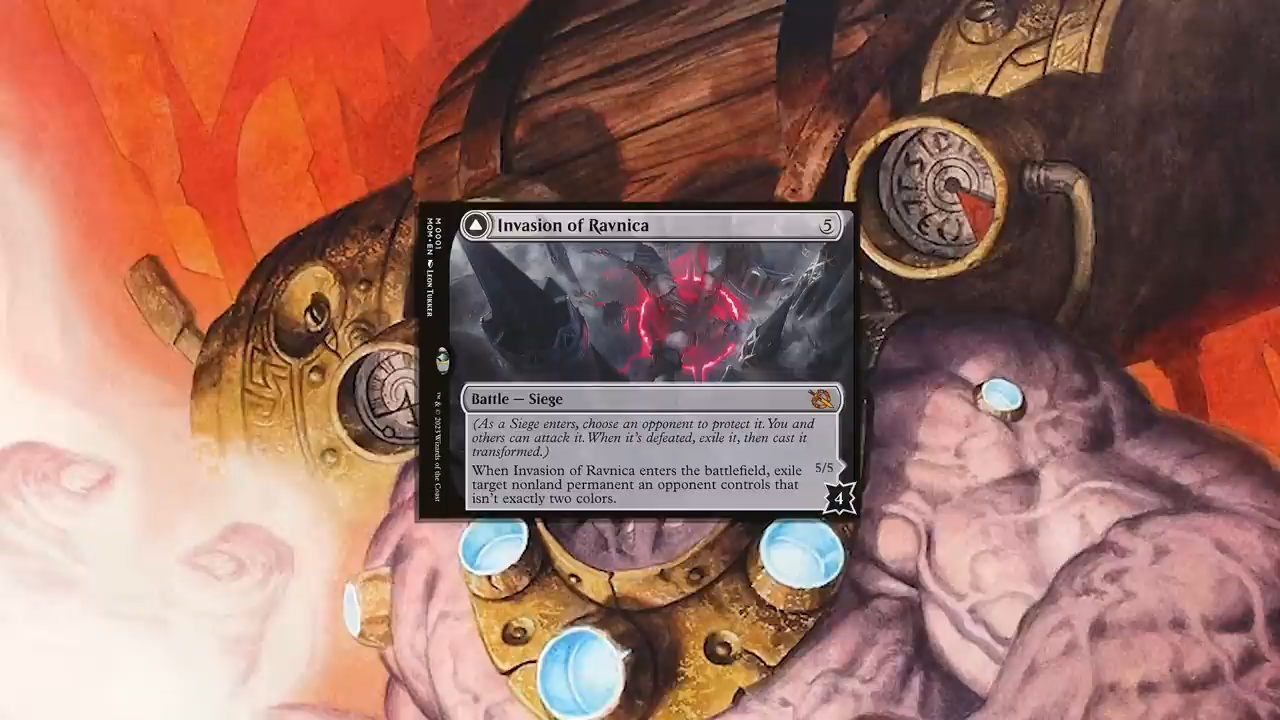 Invasion of Ravnica
5
M 0001
MOM • EN LEON TUKKER
™ & © 2023 Wizards of the Coast
Battle — Siege
(As a Siege enters, choose an opponent to protect it. You and
others can attack it. When it's defeated, exile it, then cast it
transformed.)
When Invasion of Ravnica enters the battlefield, exile
target nonland permanent an opponent controls that
isn't exactly two colors.
5/5
4